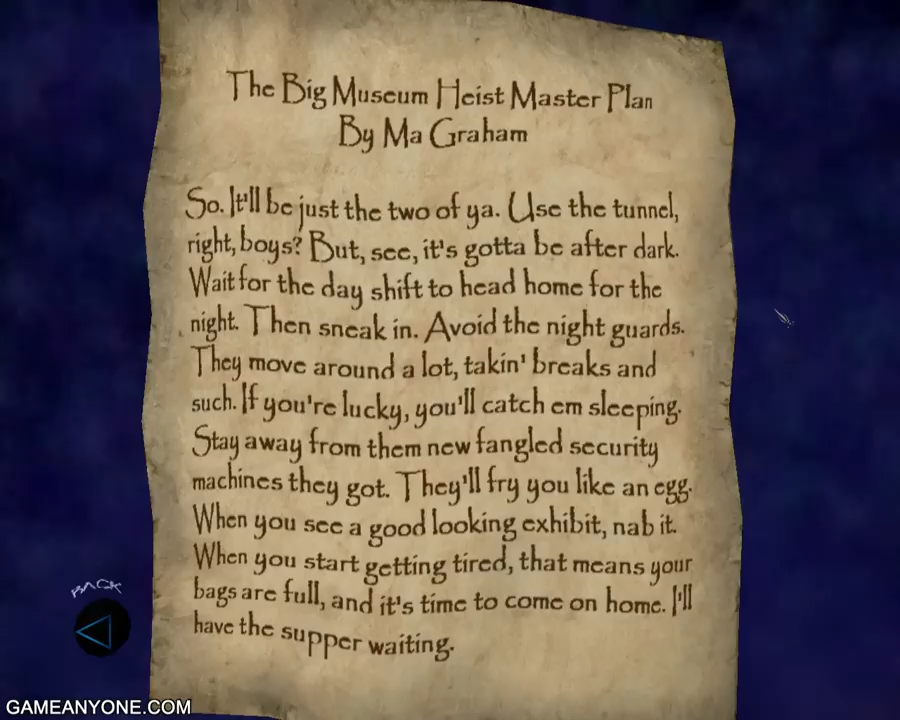 The Big Museum Heist Master Plan
By Ma Graham
So. It'll be just the two of ya. Use the tunnel,
right, boys? But, see, it's gotta be after dark.
Wait for the day shift to head home for the
night. Then sneak in. Avoid the night guards.
They move around a lot, takin' breaks and
such. If you're lucky, you'll catch em sleeping.
Stay away from them new fangled security
machines they got. They'll fry you like an egg.
When you see a good looking exhibit, nab it.
When you start getting tired, that means your
bags are full, and it's time to come on home. I'll
have the supper waiting.
BACK
GAMEANYONE.COM